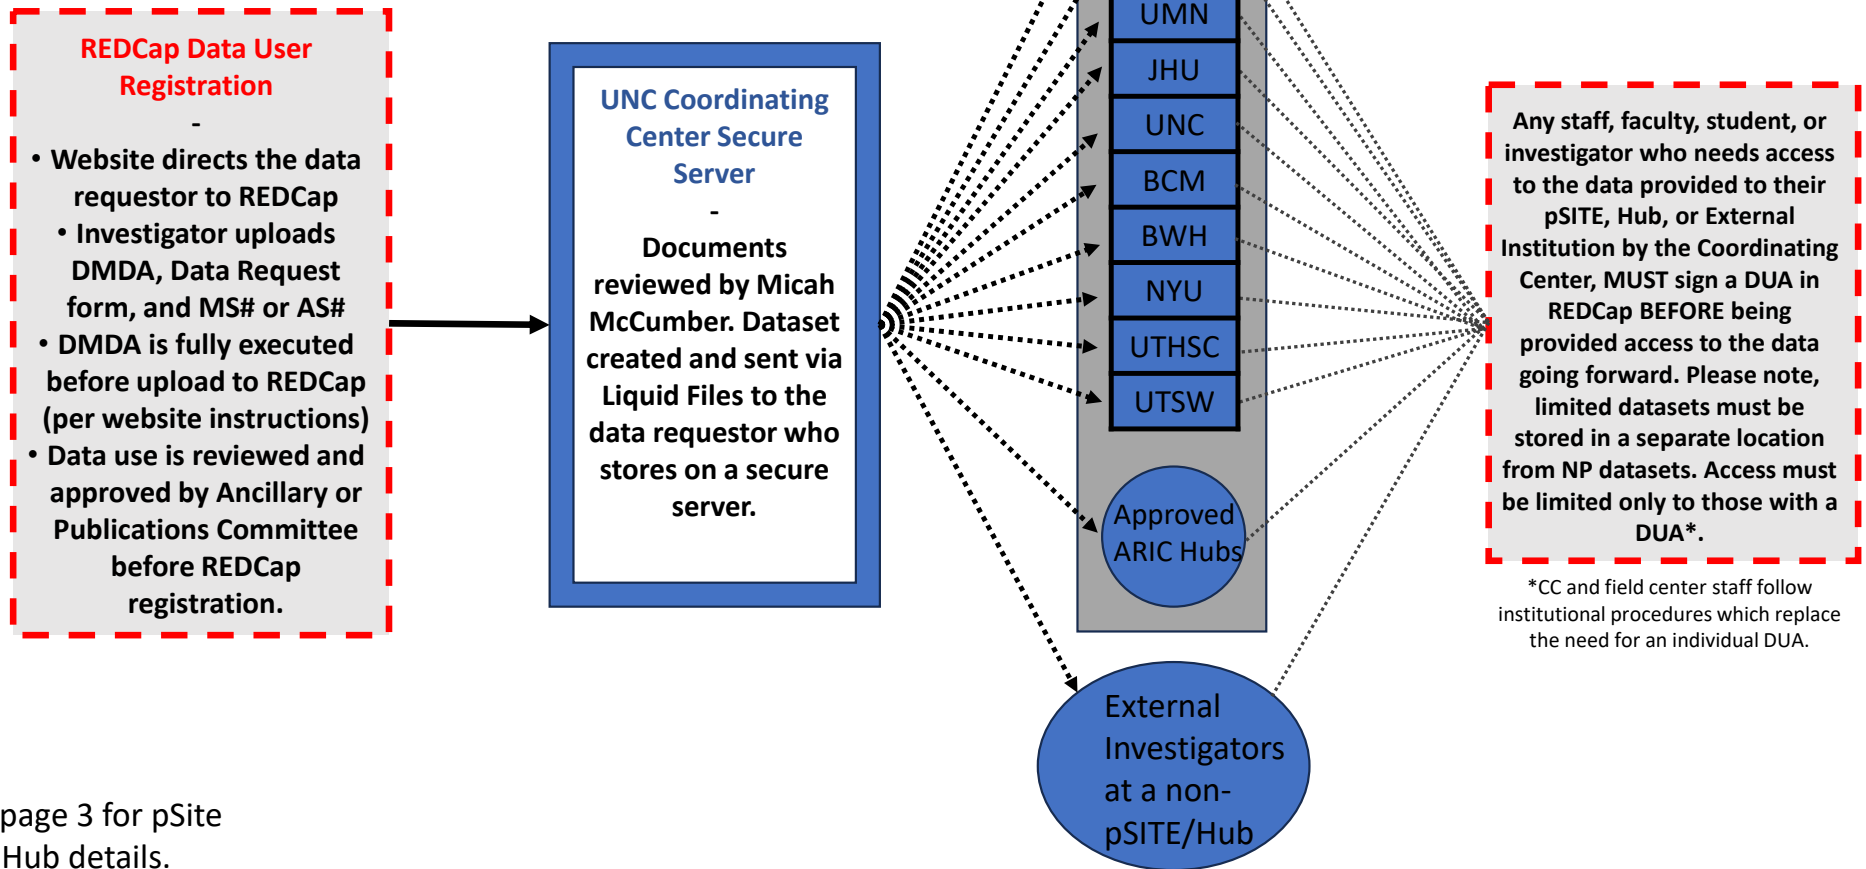 REDCap Data User
Registration
-
• Website directs the data
requestor to REDCap
• Investigator uploads
DMDA, Data Request
form, and MS# or AS#
• DMDA is fully executed
before upload to REDCap
(per website instructions)
• Data use is reviewed and
approved by Ancillary or
Publications Committee
before REDCap
registration.
UNC Coordinating
Center Secure
Server
-
Documents
reviewed by Micah
McCumber. Dataset
created and sent via
Liquid Files to the
data requestor who
stores on a secure
server.
UMN
JHU
UNC
BCM
BWH
NYU
UTHSC
UTSW
Approved
ARIC Hubs
External
Investigators
at a non-
pSITE/Hub
Any staff, faculty, student, or
investigator who needs access
to the data provided to their
pSITE, Hub, or External
Institution by the Coordinating
Center, MUST sign a DUA in
REDCap BEFORE being
provided access to the data
going forward. Please note,
limited datasets must be
stored in a separate location
from NP datasets. Access must
be limited only to those with a
DUA*.
*CC and field center staff follow
institutional procedures which replace
the need for an individual DUA.
page 3 for pSite
Hub details.